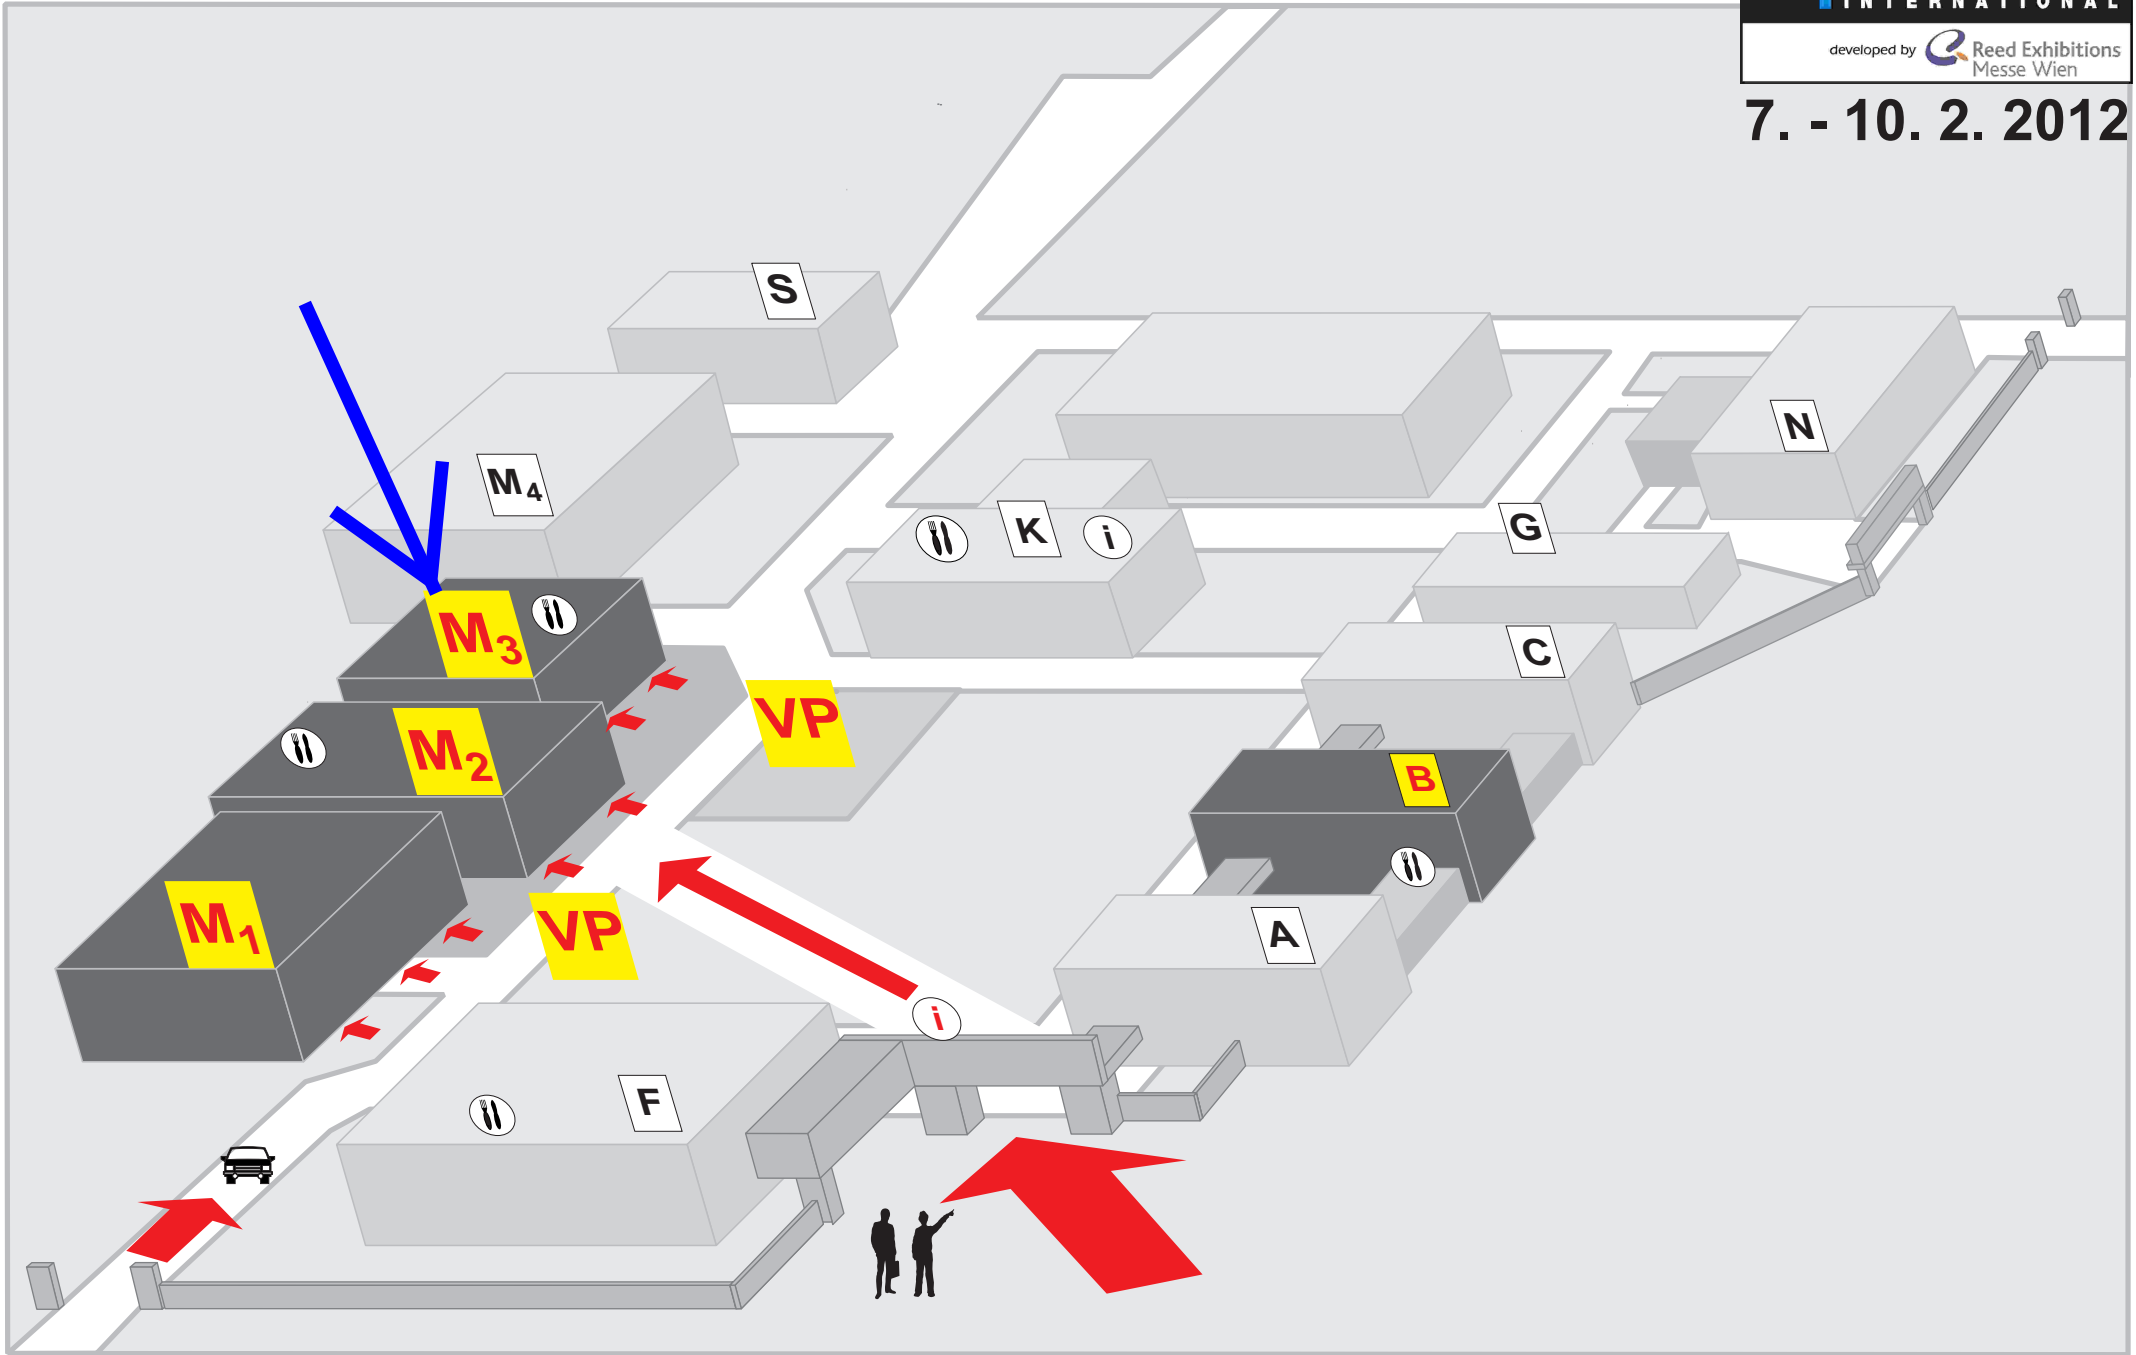 INTERNATIONAL
developed by Reed Exhibitions
Messe Wien
7. - 10. 2. 2012
S
M4
N
K
i
G
M3
C
VP
M2
B
M1
VP
A
i
F